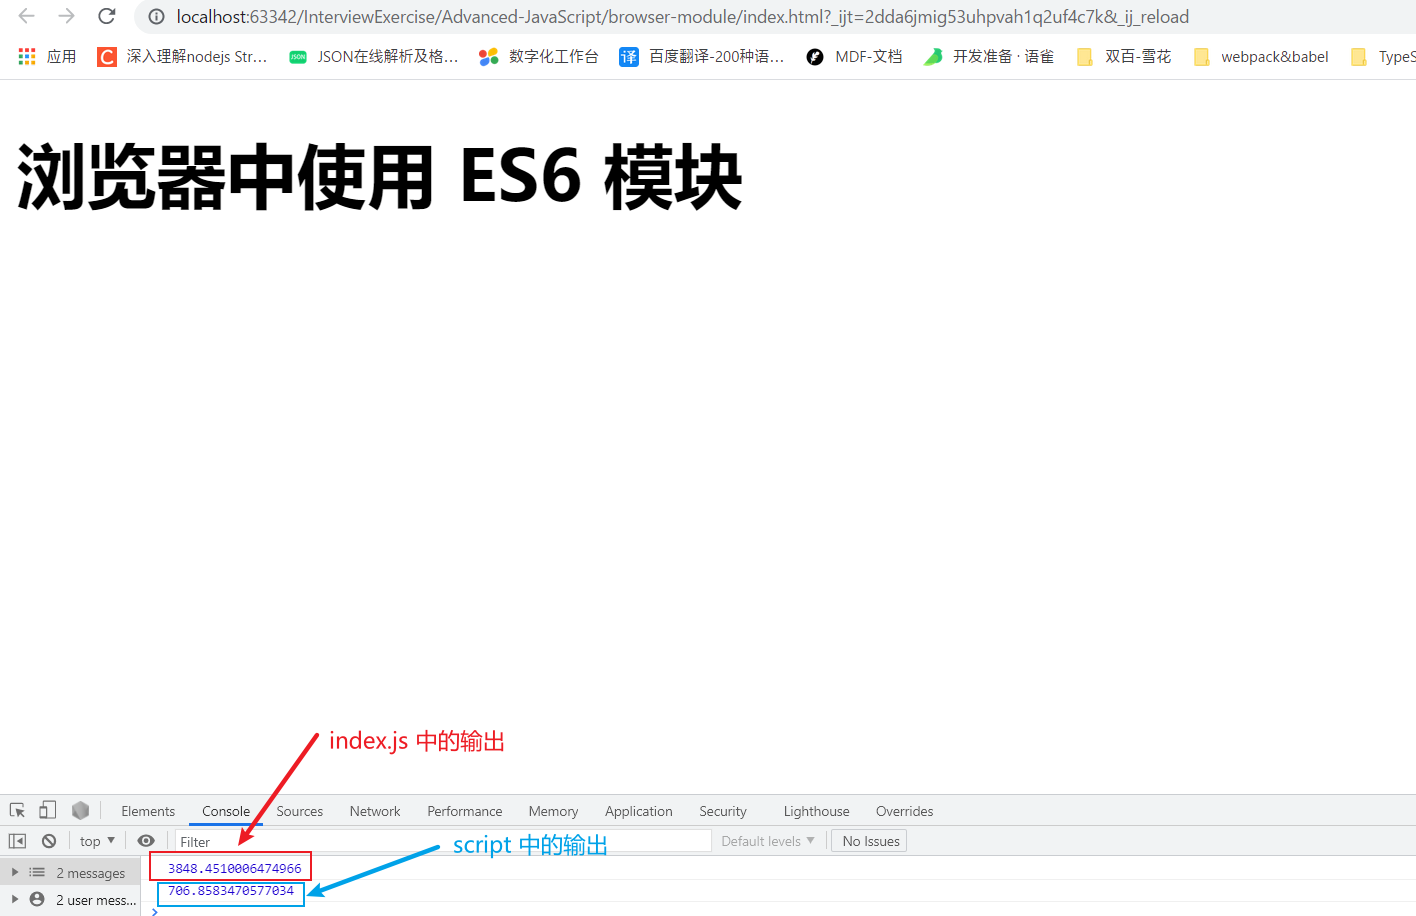 localhost:63342/InterviewExercise/Advanced-JavaScript/browser-module/index.html?_ijt=2dda6jmig53uhpvah1q2uf4c7k&_ij_reload
应用 C 深入理解nodejs Str... JSON JSON在线解析及格... 数字化工作台 译 百度翻译-200种语... MDF-文档 开发准备 · 语雀 双百-雪花 webpack&babel TypeS
浏览器中使用 ES6 模块
index.js 中的输出
Elements Console Sources Network Performance Memory Application Security Lighthouse Overrides
top Filter Default levels No Issues
script 中的输出
2 messages 3848.4510006474966
706.8583470577034
2 user mess...